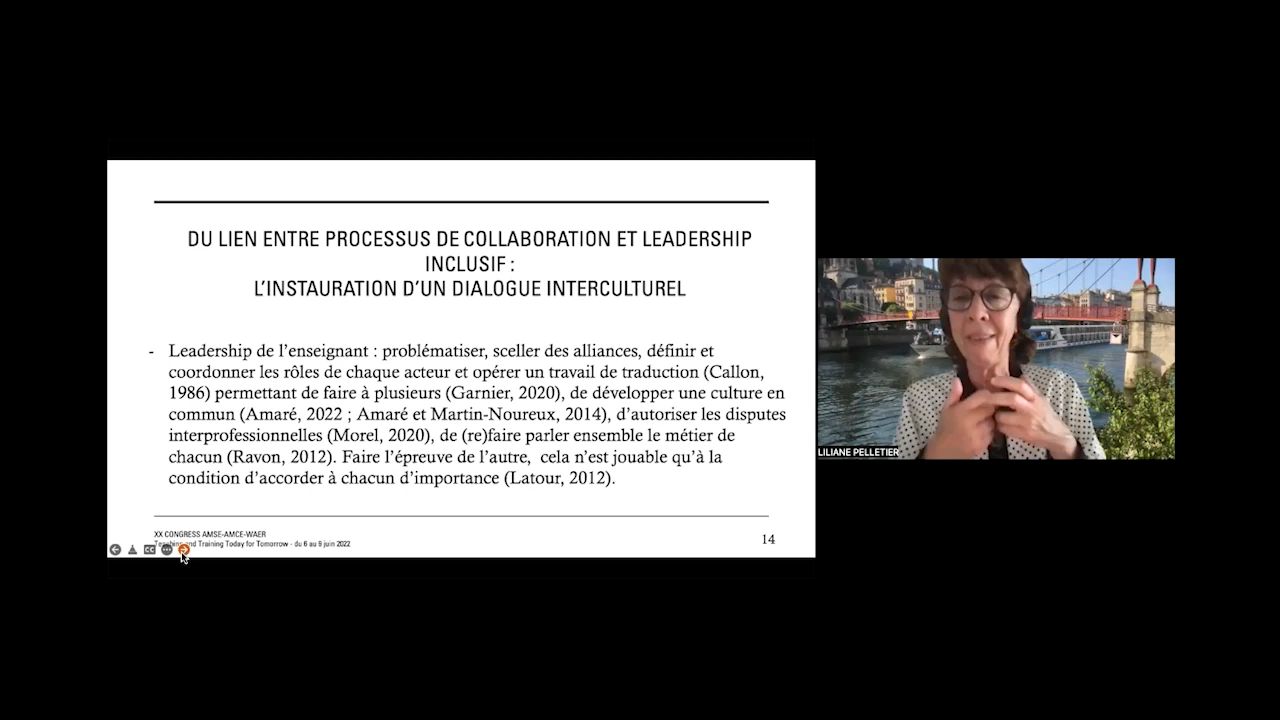 DU LIEN ENTRE PROCESSUS DE COLLABORATION ET LEADERSHIP
INCLUSIF :
L'INSTAURATION D'UN DIALOGUE INTERCULTUREL
- Leadership de l'enseignant : problématiser, sceller des alliances, définir et
coordonner les rôles de chaque acteur et opérer un travail de traduction (Callon,
1986) permettant de faire à plusieurs (Garnier, 2020), de développer une culture en
commun (Amaré, 2022 ; Amaré et Martin-Noureux, 2014), d'autoriser les disputes
interprofessionnelles (Morel, 2020), de (re)faire parler ensemble le métier de
chacun (Ravon, 2012). Faire l'épreuve de l'autre, cela n'est jouable qu'à la
condition d'accorder à chacun d'importance (Latour, 2012).
XX CONGRESS AMSE-AMCE-WAER
Teaching and Training Today for Tomorrow - du 6 au 9 juin 2022
14
CC
LILIANE PELLETIER